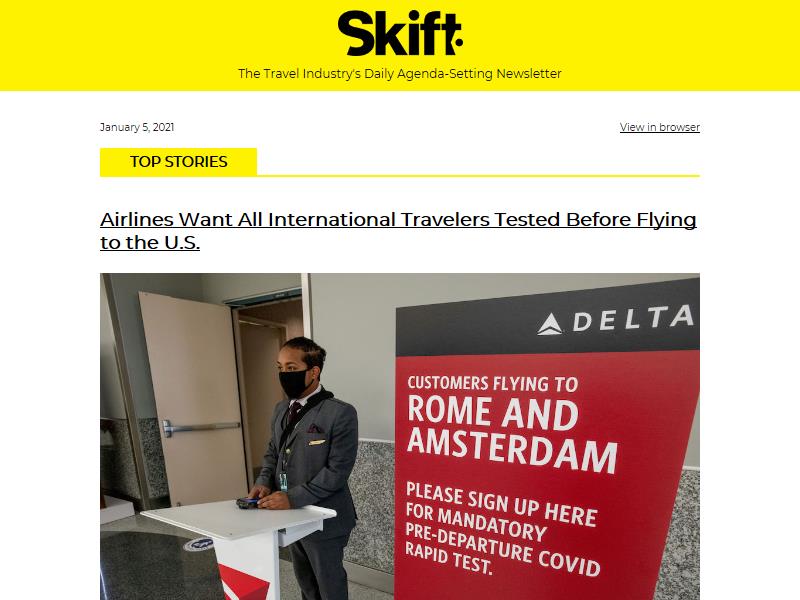 Skift
The Travel Industry's Daily Agenda-Setting Newsletter
January 5, 2021
View in browser
TOP STORIES
Airlines Want All International Travelers Tested Before Flying
to the U.S.
DELTA
CUSTOMERS FLYING TO
ROME AND
AMSTERDAM
PLEASE SIGN UP HERE
FOR MANDATORY
PRE-DEPARTURE COVID
RAPID TEST.